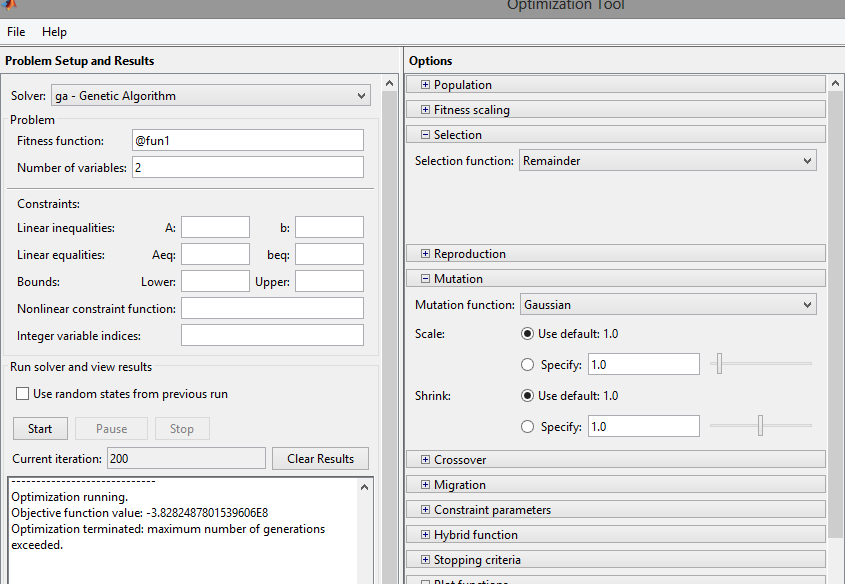 Optimization Tool
File Help
Problem Setup and Results
Solver: ga - Genetic Algorithm
Problem
Fitness function: @fun1
Number of variables: 2
Constraints:
Linear inequalities: A: b:
Linear equalities: Aeq: beq:
Bounds: Lower: Upper:
Nonlinear constraint function:
Integer variable indices:
Run solver and view results
Use random states from previous run
Start Pause Stop
Current iteration: 200 Clear Results
------------------------------
Optimization running.
Objective function value: -3.8282487801539606E8
Optimization terminated: maximum number of generations
exceeded.
Options
Population
Fitness scaling
Selection
Selection function: Remainder
Reproduction
Mutation
Mutation function: Gaussian
Scale: Use default: 1.0
Specify: 1.0
Shrink: Use default: 1.0
Specify: 1.0
Crossover
Migration
Constraint parameters
Hybrid function
Stopping criteria
Plot functions